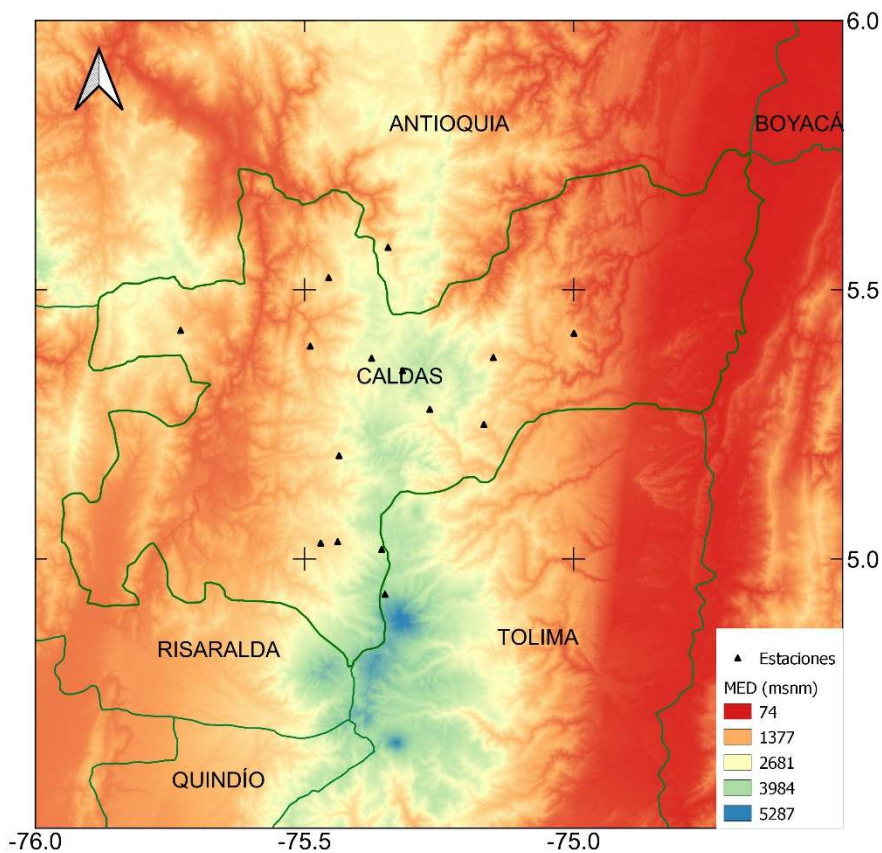 6.0
ANTIOQUIA
BOYACÁ
5.5
CALDAS
5.0
RISARALDA
TOLIMA
QUINDÍO
Estaciones
MED (msnm)
74
1377
2681
3984
5287
-76.0
-75.5
-75.0